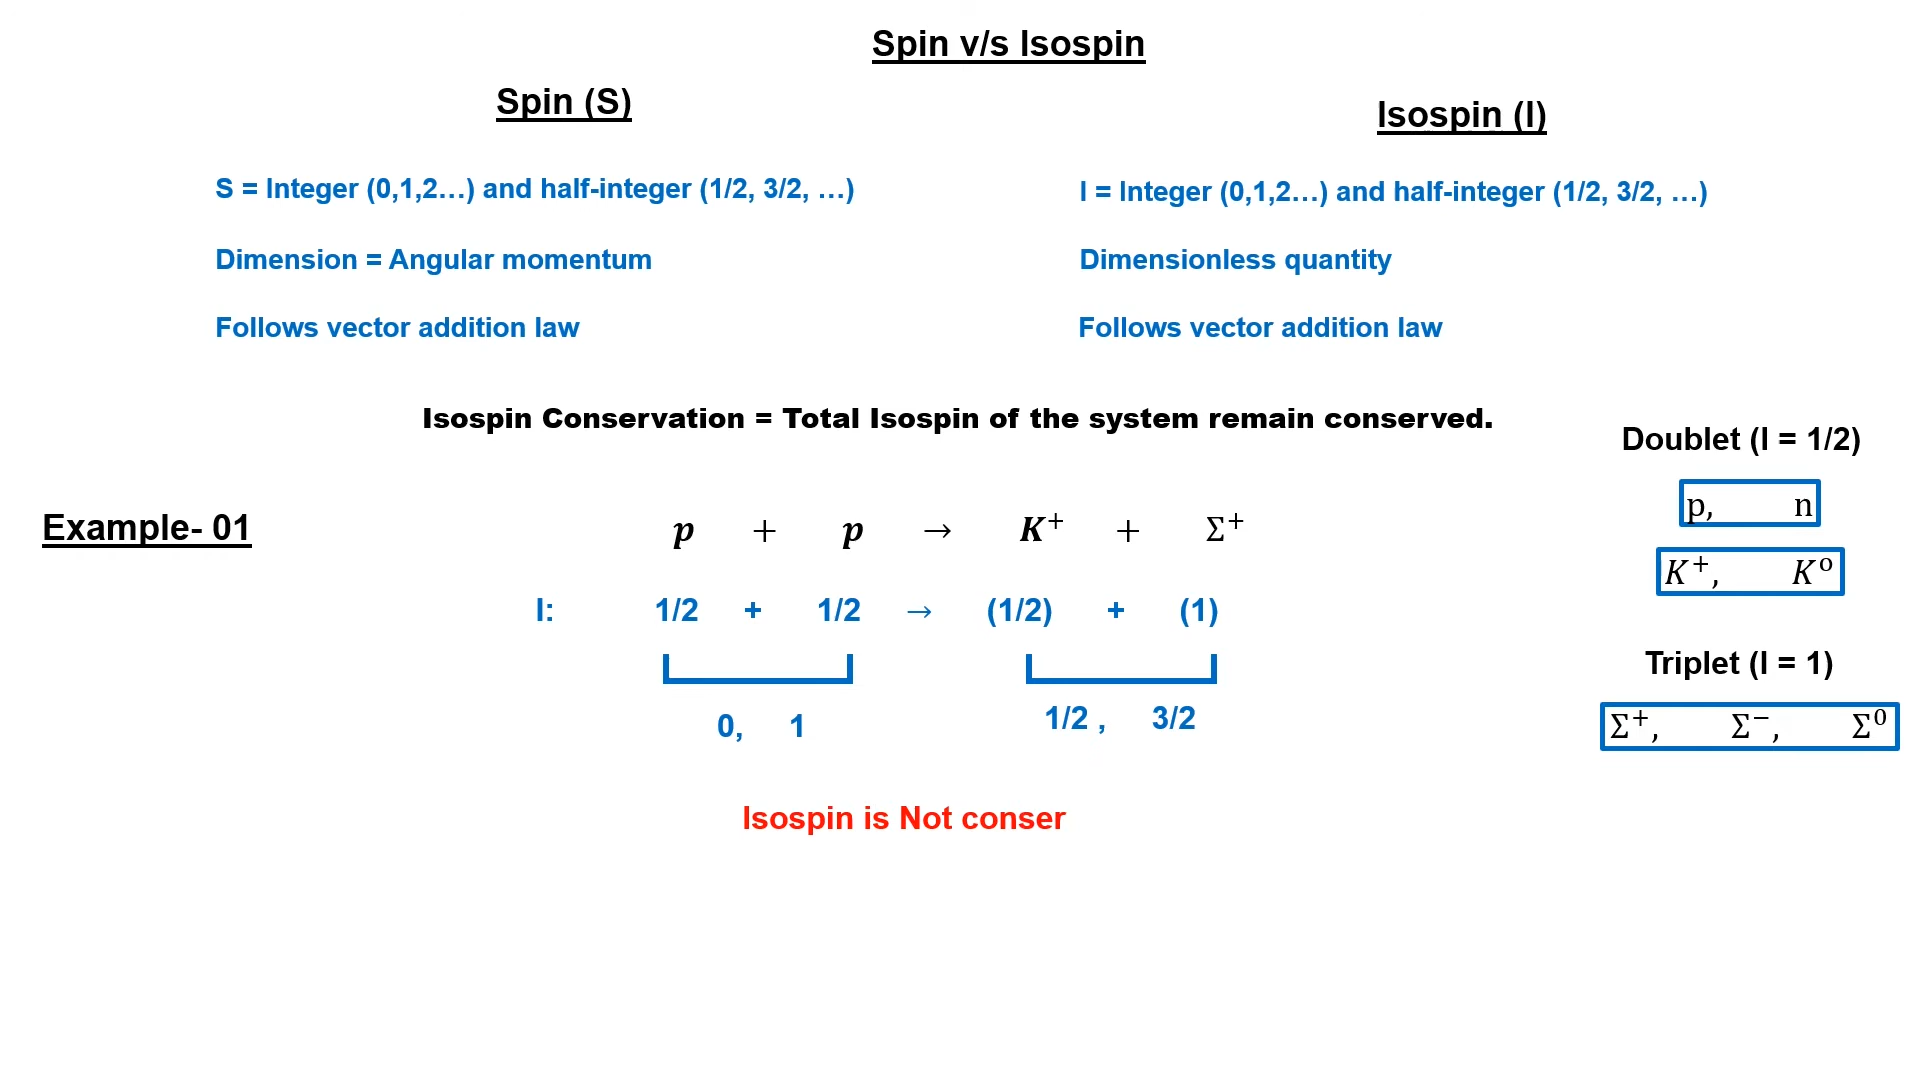 Spin v/s Isospin
Spin (S)
Isospin (I)
S = Integer (0,1,2…) and half-integer (1/2, 3/2, …)
I = Integer (0,1,2…) and half-integer (1/2, 3/2, …)
Dimension = Angular momentum
Dimensionless quantity
Follows vector addition law
Follows vector addition law
Isospin Conservation = Total Isospin of the system remain conserved.
Doublet (I = 1/2)
p, n
K⁺, K⁰
Example- 01
p + p → K⁺ + Σ⁺
I: 1/2 + 1/2 → (1/2) + (1)
0, 1
1/2 , 3/2
Triplet (I = 1)
Σ⁺, Σ⁻, Σ⁰
Isospin is Not conser